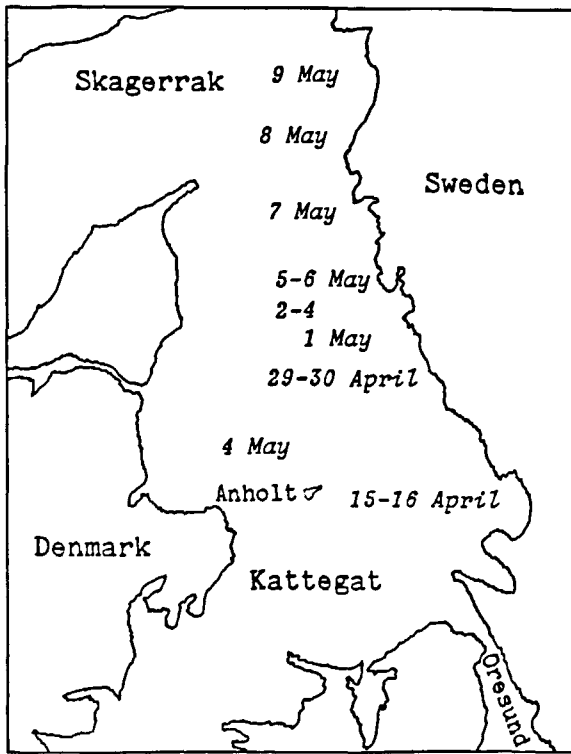 Skagerrak
9 May
8 May
Sweden
7 May
5-6 May
2-4
1 May
29-30 April
4 May
Anholt
15-16 April
Denmark
Kattegat
Oresund